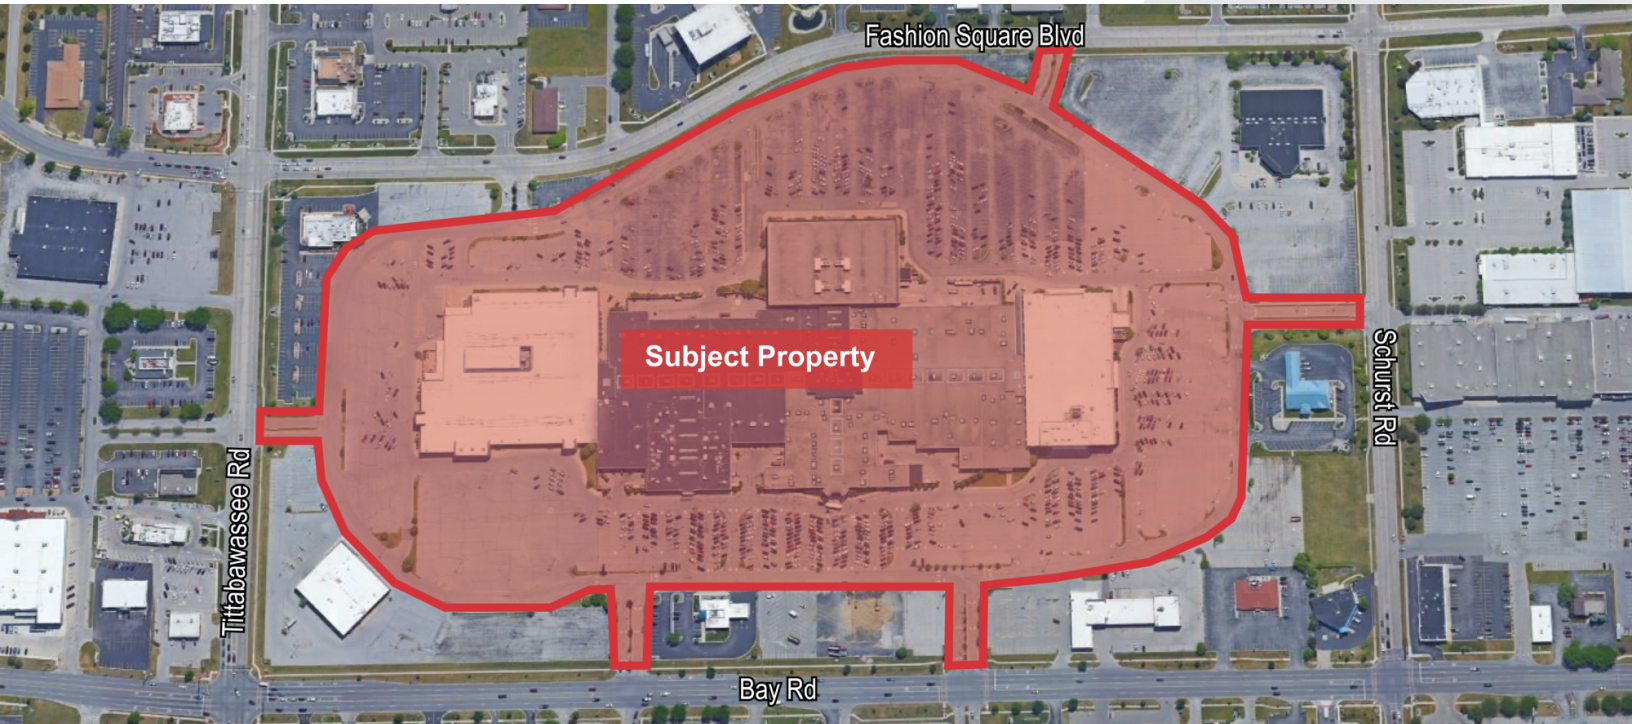 Fashion Square Blvd
Subject Property
Schurst Rd
Tittabawassee Rd
Bay Rd